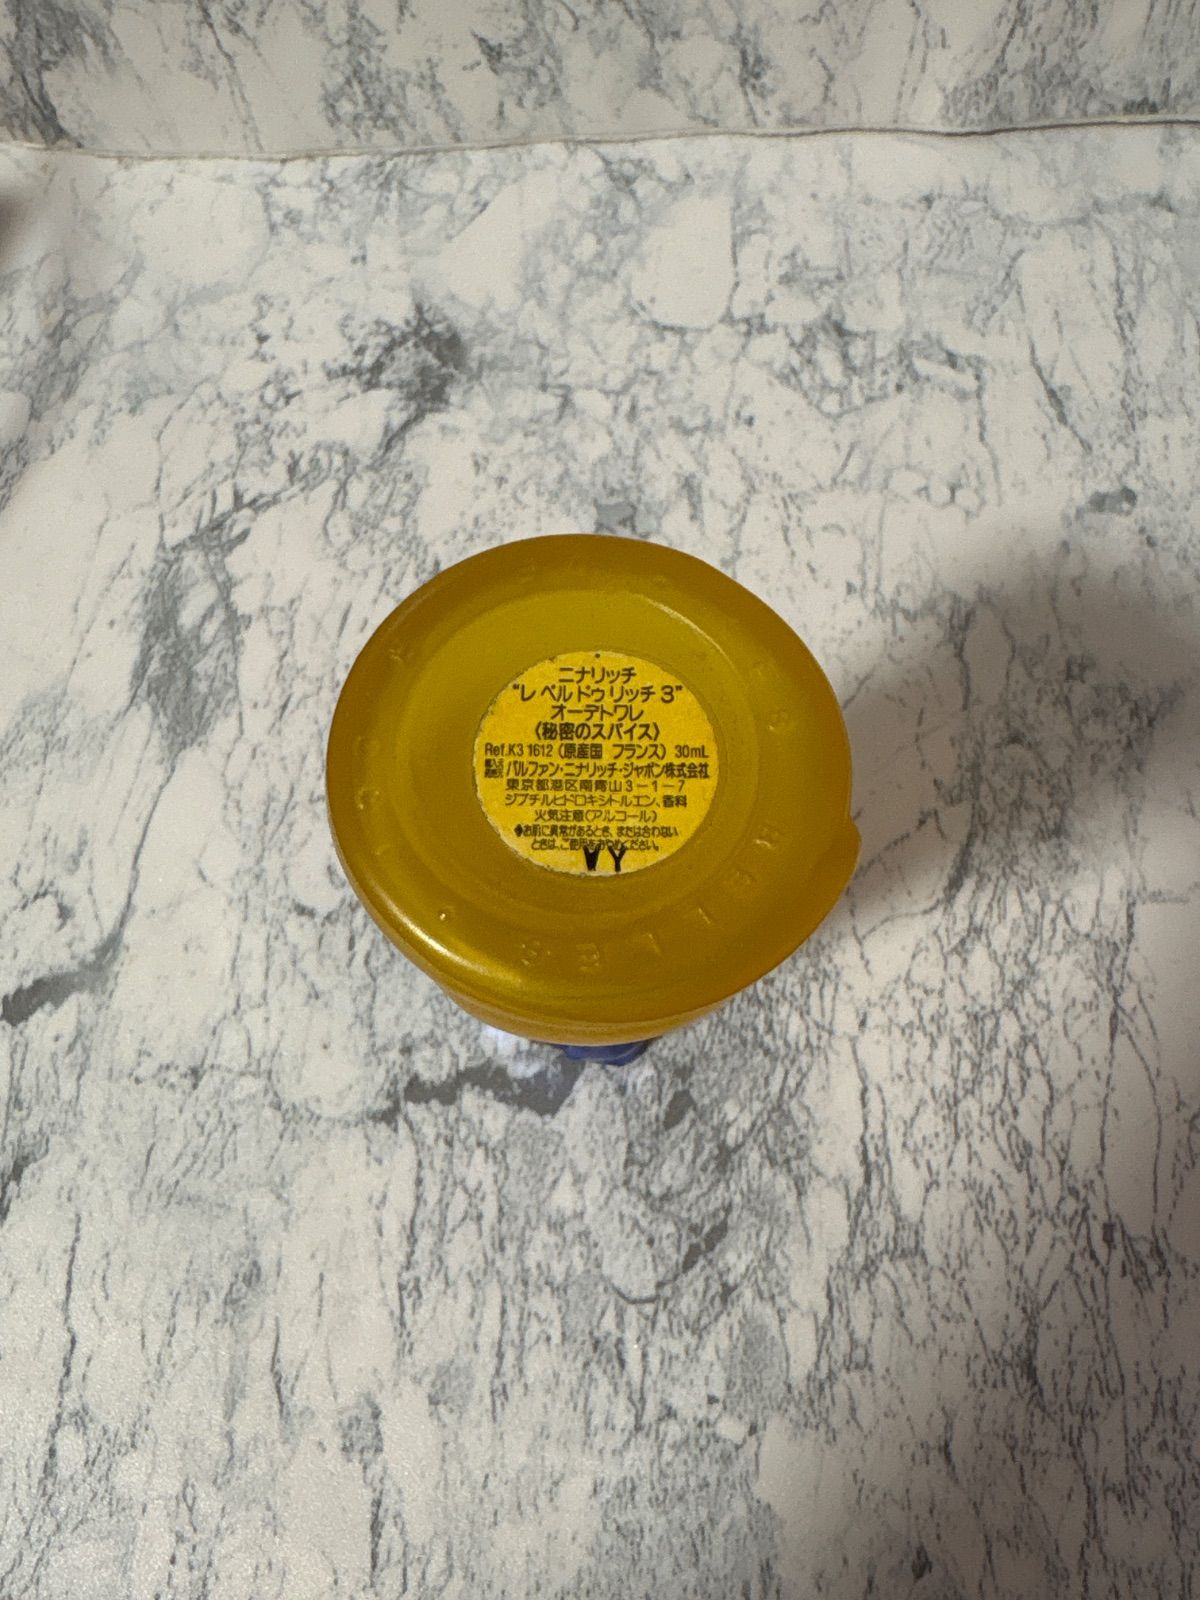 ニナリッチ
"レ ベル ドゥ リッチ 3"
オーデトワレ
〈秘密のスパイス〉
Ref.K3 1612 (原産国 フランス) 30mL
パルファン・ニナリッチ・ジャポン株式会社
東京都港区南青山3-1-7
ジブチルヒドロキシトルエン、香料
火気注意(アルコール)
◆お肌に異常があるとき、または合わない
ときは、ご使用をおやめください。
VY